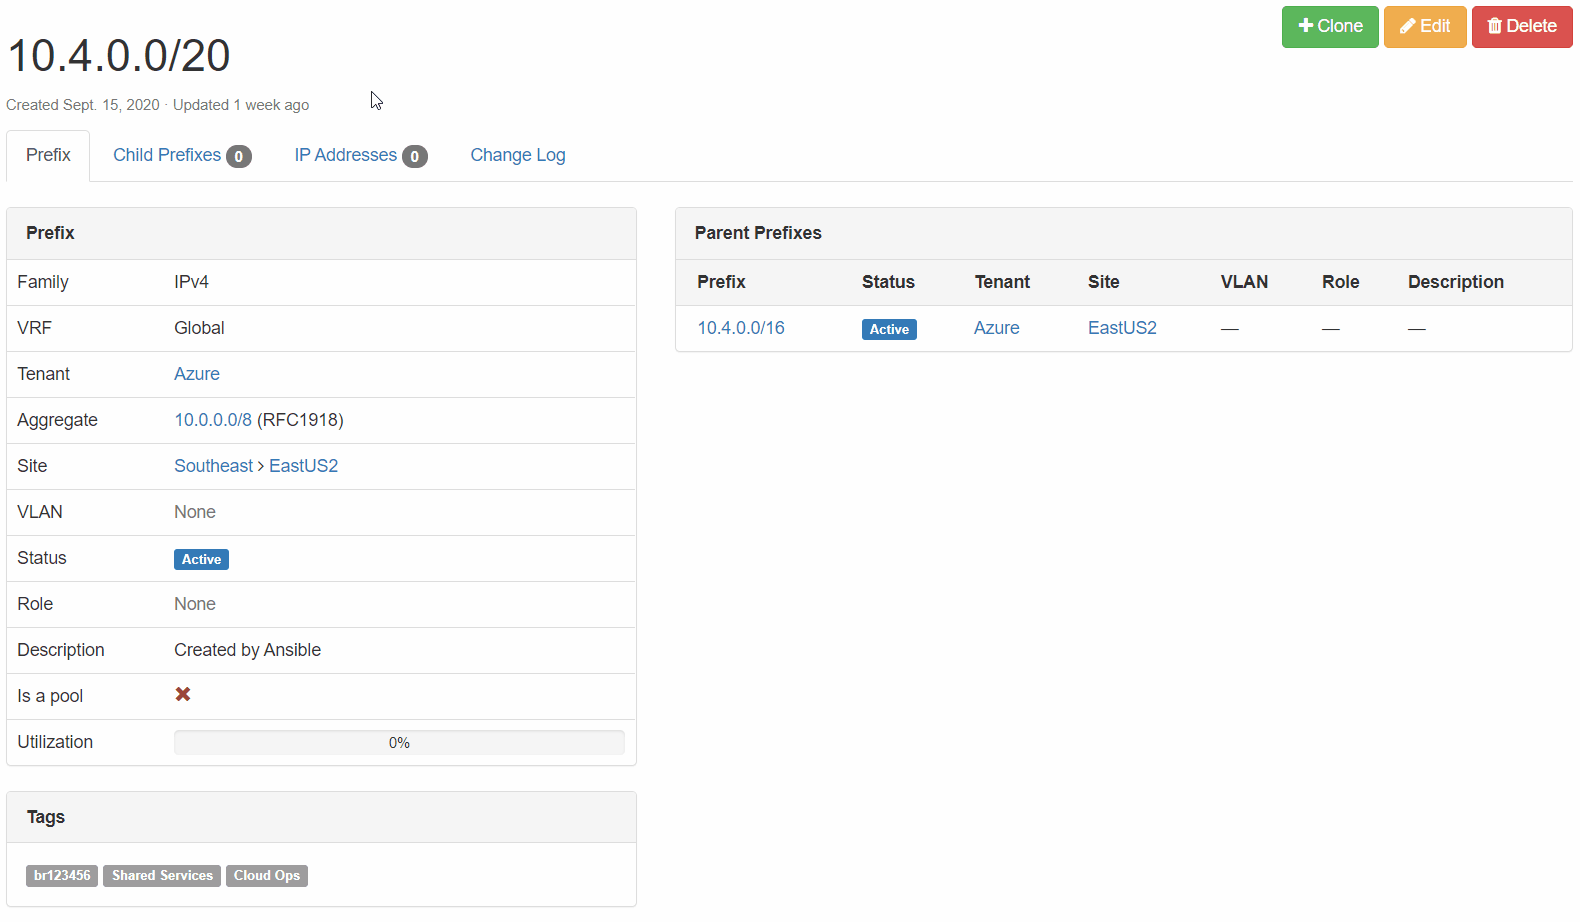 Clone Edit Delete
10.4.0.0/20
Created Sept. 15, 2020 · Updated 1 week ago
Prefix Child Prefixes 0 IP Addresses 0 Change Log
Prefix
Family IPv4
VRF Global
Tenant Azure
Aggregate 10.0.0.0/8 (RFC1918)
Site Southeast > EastUS2
VLAN None
Status Active
Role None
Description Created by Ansible
Is a pool
Utilization 0%
Tags
br123456 Shared Services Cloud Ops
Parent Prefixes
Prefix Status Tenant Site VLAN Role Description
10.4.0.0/16 Active Azure EastUS2 — — —